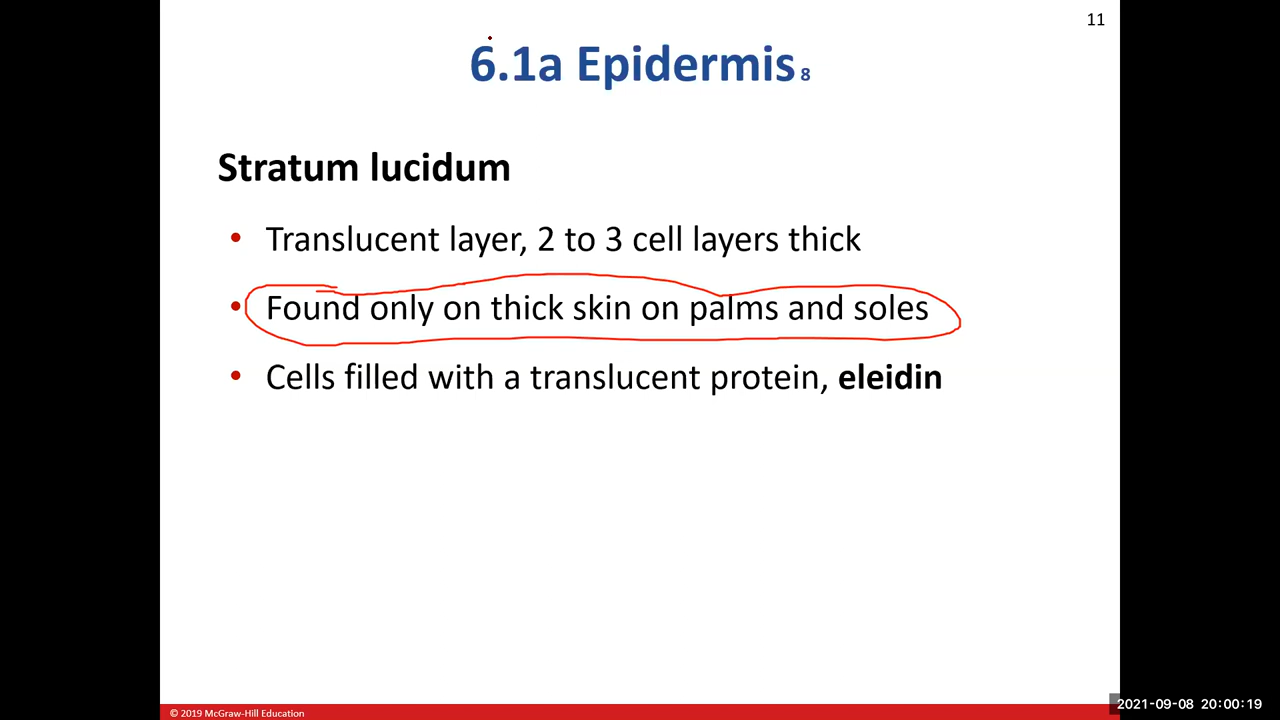 11
6.1a Epidermis 8
Stratum lucidum
• Translucent layer, 2 to 3 cell layers thick
• Found only on thick skin on palms and soles
• Cells filled with a translucent protein, eleidin
© 2019 McGraw-Hill Education
2021-09-08 20:00:19